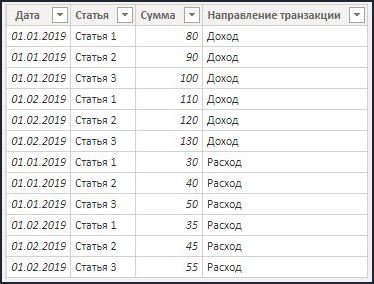 Дата Статья Сумма Направление транзакции
01.01.2019 Статья 1 80 Доход
01.01.2019 Статья 2 90 Доход
01.01.2019 Статья 3 100 Доход
01.02.2019 Статья 1 110 Доход
01.02.2019 Статья 2 120 Доход
01.02.2019 Статья 3 130 Доход
01.01.2019 Статья 1 30 Расход
01.01.2019 Статья 2 40 Расход
01.01.2019 Статья 3 50 Расход
01.02.2019 Статья 1 35 Расход
01.02.2019 Статья 2 45 Расход
01.02.2019 Статья 3 55 Расход